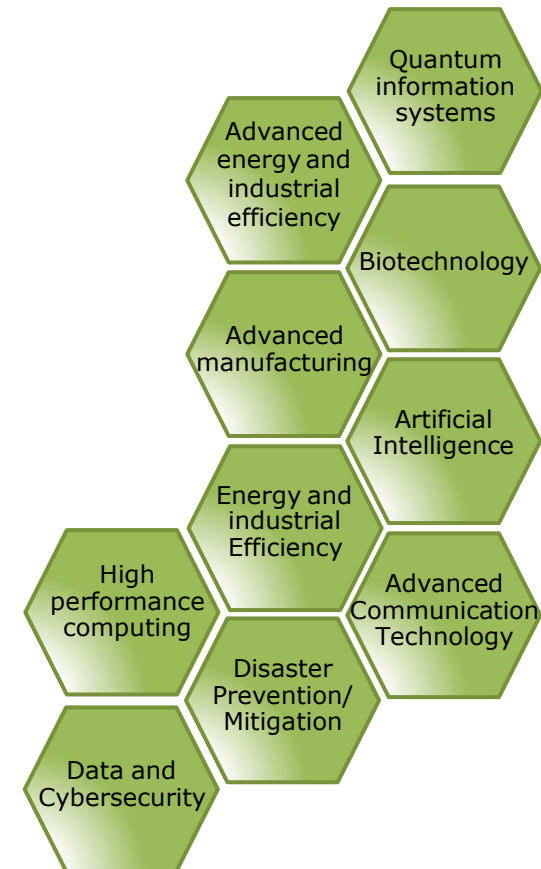 Quantum
information
systems
Advanced
energy and
industrial
efficiency
Biotechnology
Advanced
manufacturing
Artificial
Intelligence
Energy and
industrial
Efficiency
High
performance
computing
Advanced
Communication
Technology
Disaster
Prevention/
Mitigation
Data and
Cybersecurity